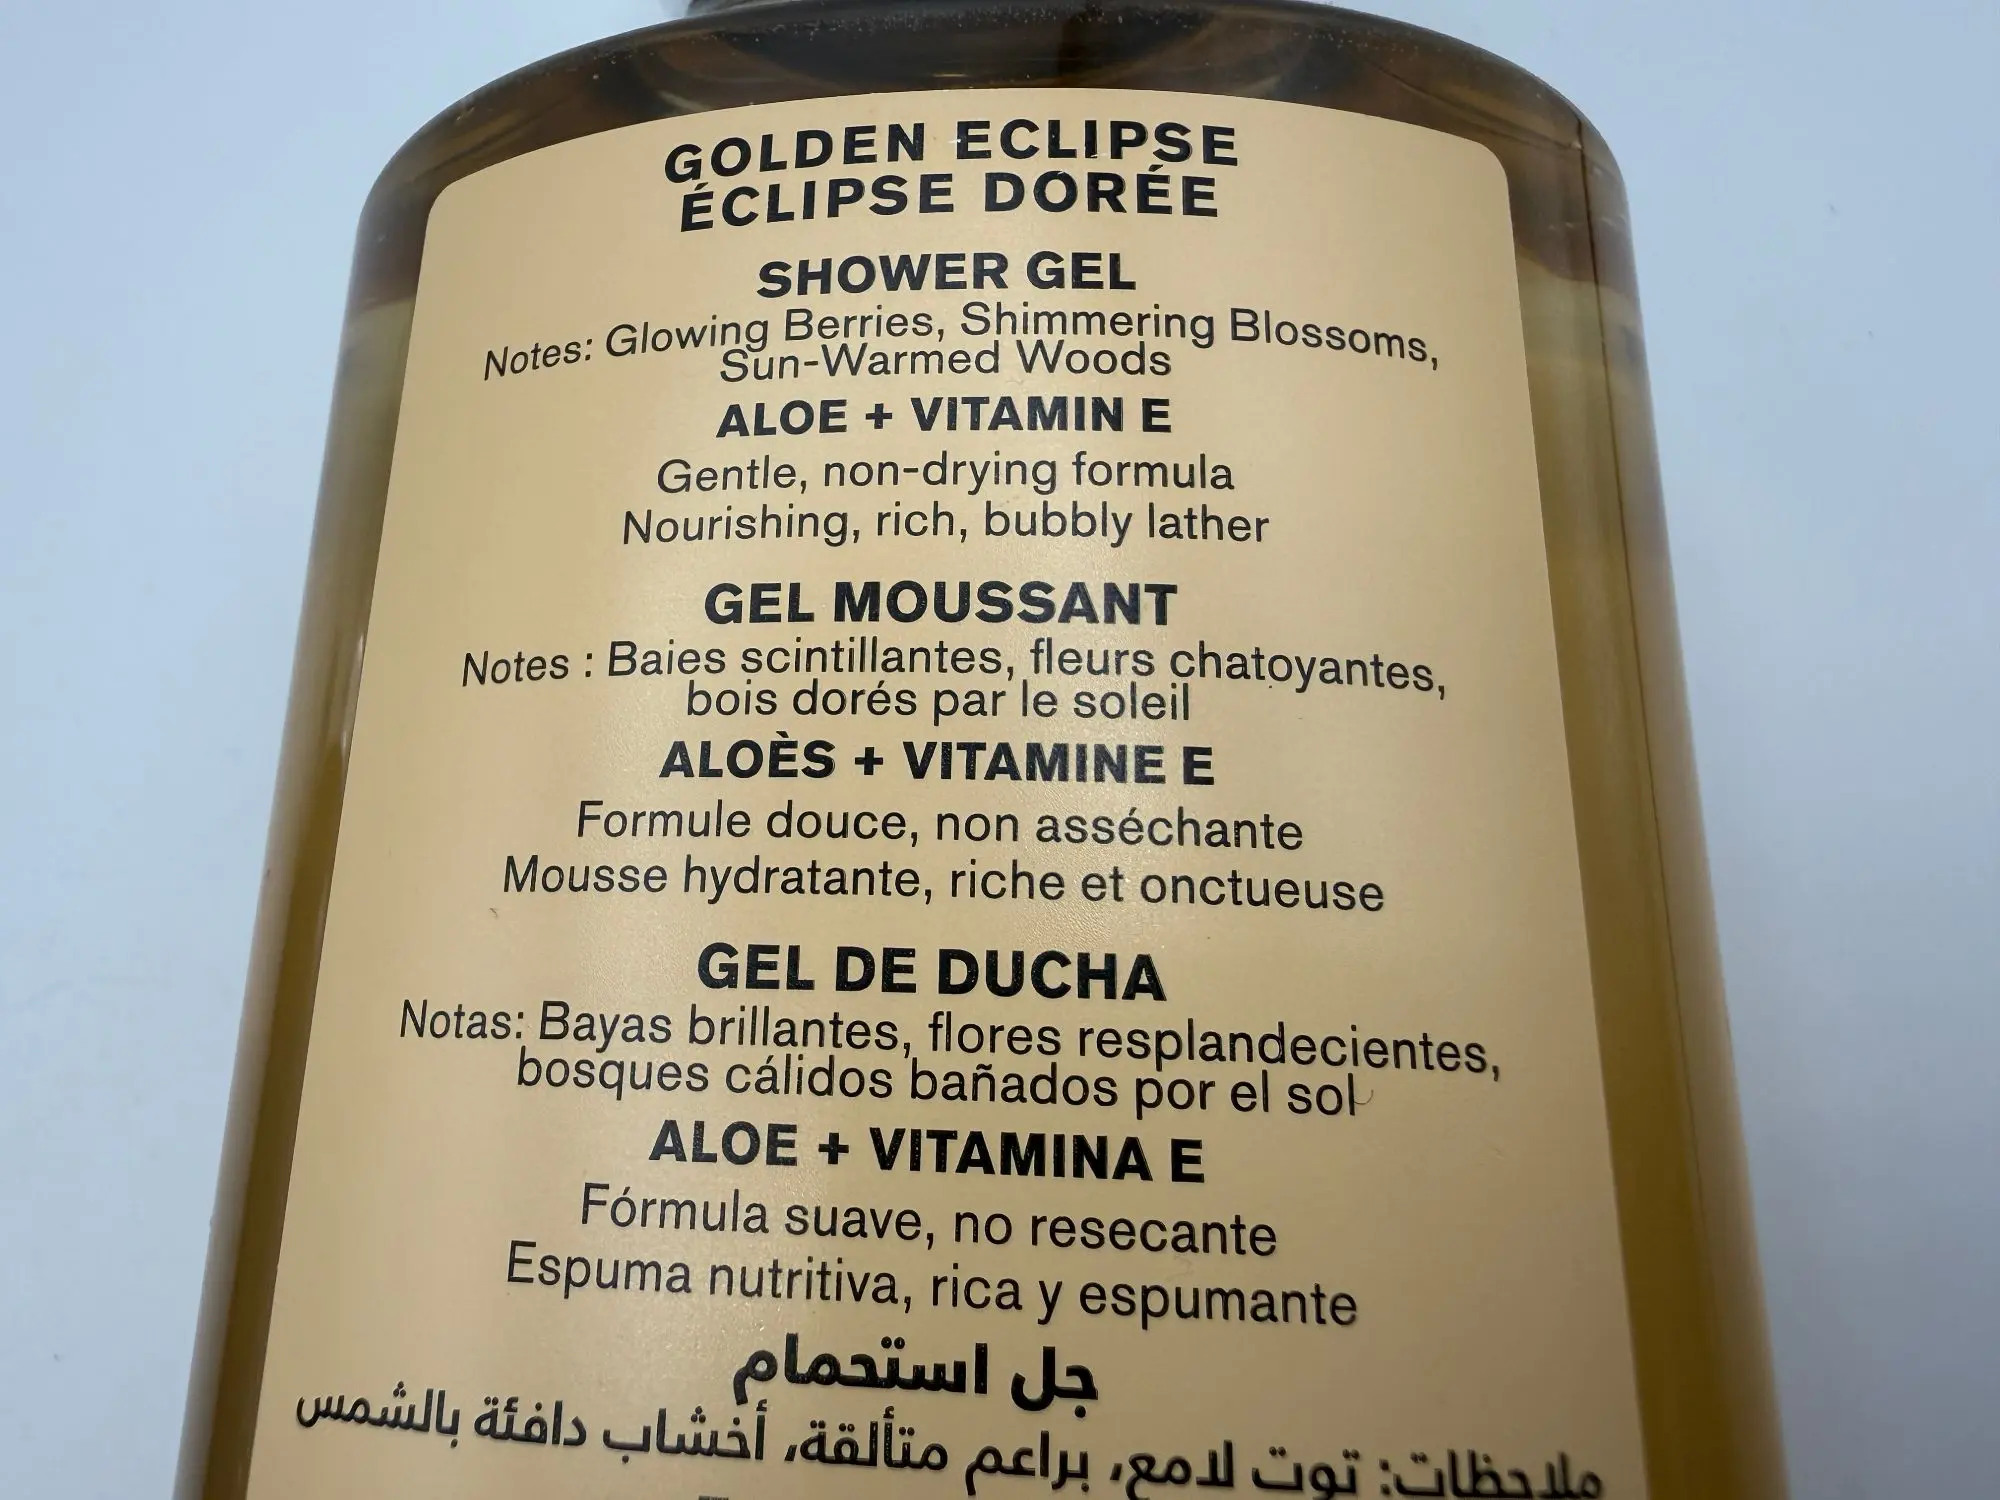 GOLDEN ECLIPSE
ÉCLIPSE DORÉE
SHOWER GEL
Notes: Glowing Berries, Shimmering Blossoms,
Sun-Warmed Woods
ALOE + VITAMIN E
Gentle, non-drying formula
Nourishing, rich, bubbly lather
GEL MOUSSANT
Notes : Baies scintillantes, fleurs chatoyantes,
bois dorés par le soleil
ALOÈS + VITAMINE E
Formule douce, non asséchante
Mousse hydratante, riche et onctueuse
GEL DE DUCHA
Notas: Bayas brillantes, flores resplandecientes,
bosques cálidos bañados por el sol
ALOE + VITAMINA E
Fórmula suave, no resecante
Espuma nutritiva, rica y espumante
جل استحمام
ملاحظات: توت لامع، براعم متألقة، أخشاب دافئة بالشمس